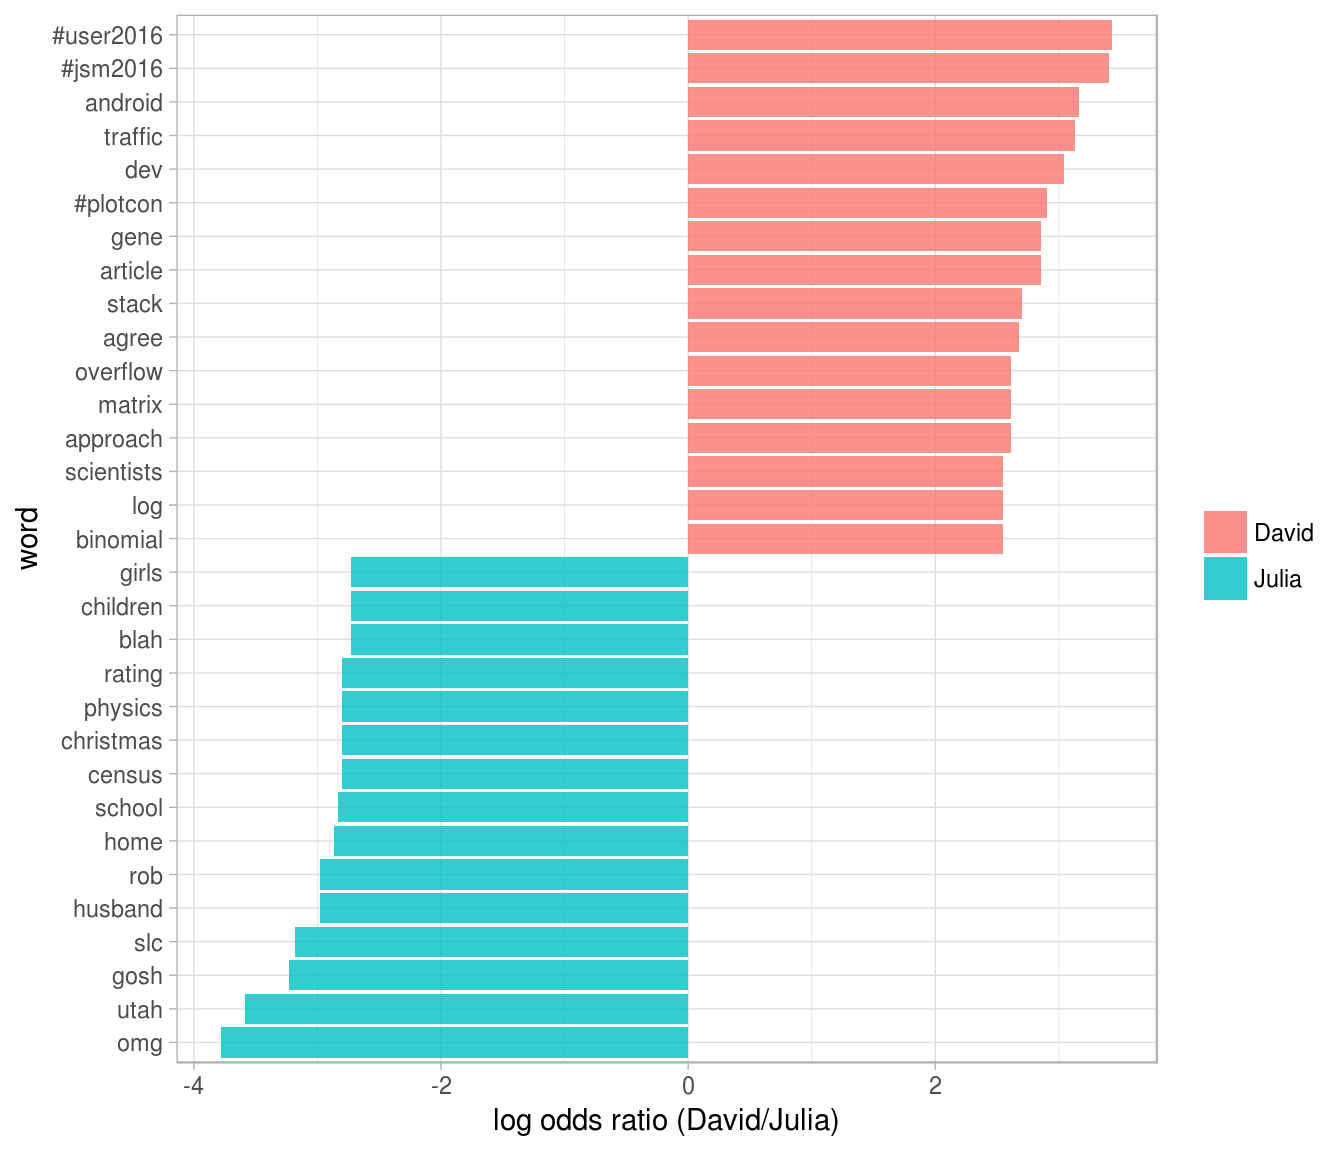 #user2016
#jsm2016
android
traffic
dev
#plotcon
gene
article
stack
agree
overflow
matrix
approach
scientists
log
binomial
girls
children
blah
rating
physics
christmas
census
school
home
rob
husband
slc
gosh
utah
omg
word
-4 -2 0 2
log odds ratio (David/Julia)
David
Julia